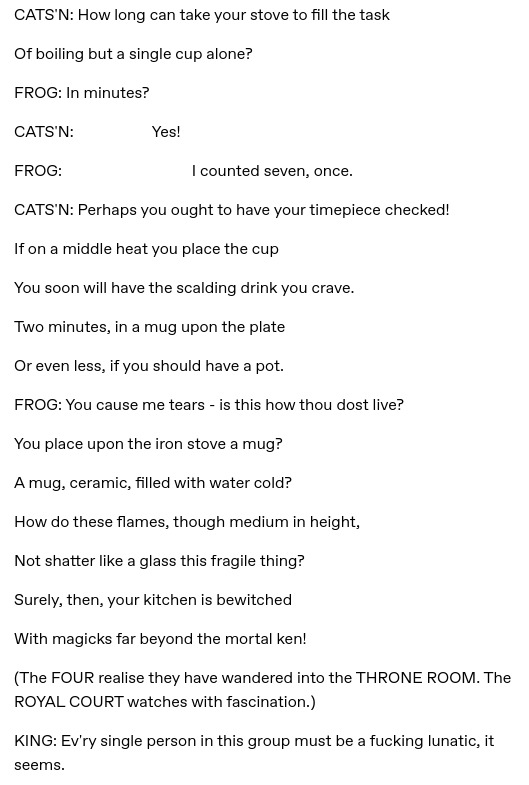 CATS'N: How long can take your stove to fill the task
Of boiling but a single cup alone?
FROG: In minutes?
CATS'N: Yes!
FROG: I counted seven, once.
CATS'N: Perhaps you ought to have your timepiece checked!
If on a middle heat you place the cup
You soon will have the scalding drink you crave.
Two minutes, in a mug upon the plate
Or even less, if you should have a pot.
FROG: You cause me tears - is this how thou dost live?
You place upon the iron stove a mug?
A mug, ceramic, filled with water cold?
How do these flames, though medium in height,
Not shatter like a glass this fragile thing?
Surely, then, your kitchen is bewitched
With magicks far beyond the mortal ken!
(The FOUR realise they have wandered into the THRONE ROOM. The
ROYAL COURT watches with fascination.)
KING: Ev'ry single person in this group must be a fucking lunatic, it
seems.